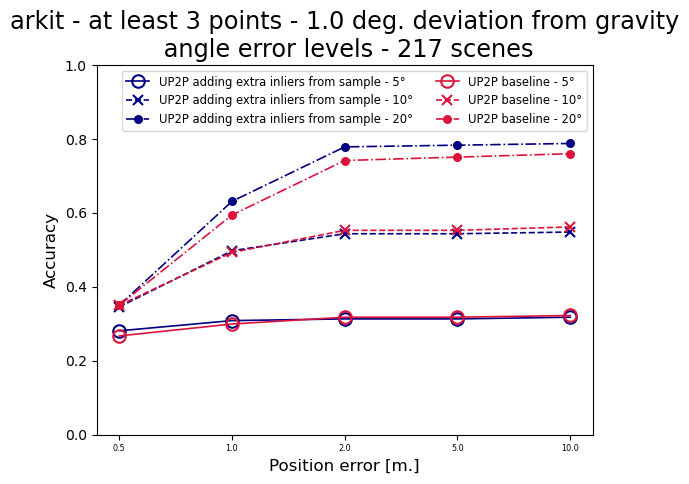 arkit - at least 3 points - 1.0 deg. deviation from gravity
angle error levels - 217 scenes
UP2P adding extra inliers from sample - 5°
UP2P adding extra inliers from sample - 10°
UP2P adding extra inliers from sample - 20°
UP2P baseline - 5°
UP2P baseline - 10°
UP2P baseline - 20°
Accuracy
1.0
0.8
0.6
0.4
0.2
0.0
0.5 1.0 2.0 5.0 10.0
Position error [m.]